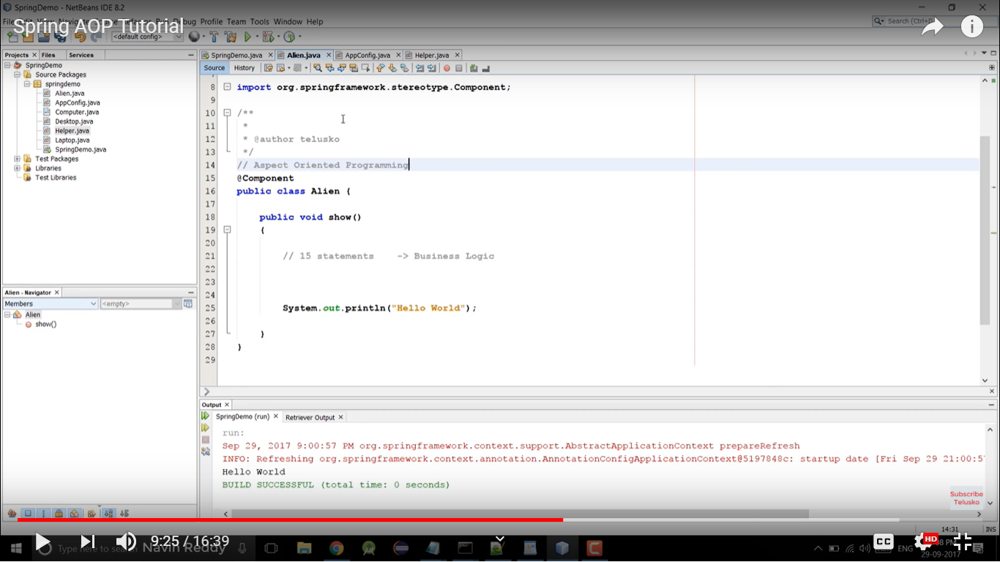 SpringDemo - NetBeans IDE 8.2
Profile Team Tools Window Help
Search (Ctrl+I)
Spring AOP Tutorial
<default config>
Projects Files Services
SpringDemo
Source Packages
springdemo
Alien.java
AppConfig.java
Computer.java
Desktop.java
Helper.java
Laptop.java
SpringDemo.java
Test Packages
Libraries
Test Libraries
Alien - Navigator
Members <empty>
Alien
show()
SpringDemo.java Alien.java AppConfig.java Helper.java
Source History
8 import org.springframework.stereotype.Component;
9
10 /**
11 *
12 * @author telusko
13 */
14 // Aspect Oriented Programming
15 @Component
16 public class Alien {
17
18 public void show()
19 {
20
21 // 15 statements -> Business Logic
22
23
24
25 System.out.println("Hello World");
26
27 }
28 }
29
Output
SpringDemo (run) Retriever Output
run:
Sep 29, 2017 9:00:57 PM org.springframework.context.support.AbstractApplicationContext prepareRefresh
INFO: Refreshing org.springframework.context.annotation.AnnotationConfigApplicationContext@5197848c: startup date [Fri Sep 29 21:00:57
Hello World
BUILD SUCCESSFUL (total time: 0 seconds)
Subscribe
Telusko
14:31 INS
9:25 / 16:39
Type here to
Navin Reddy
CC
ENG
HD
PM
29-09-2017